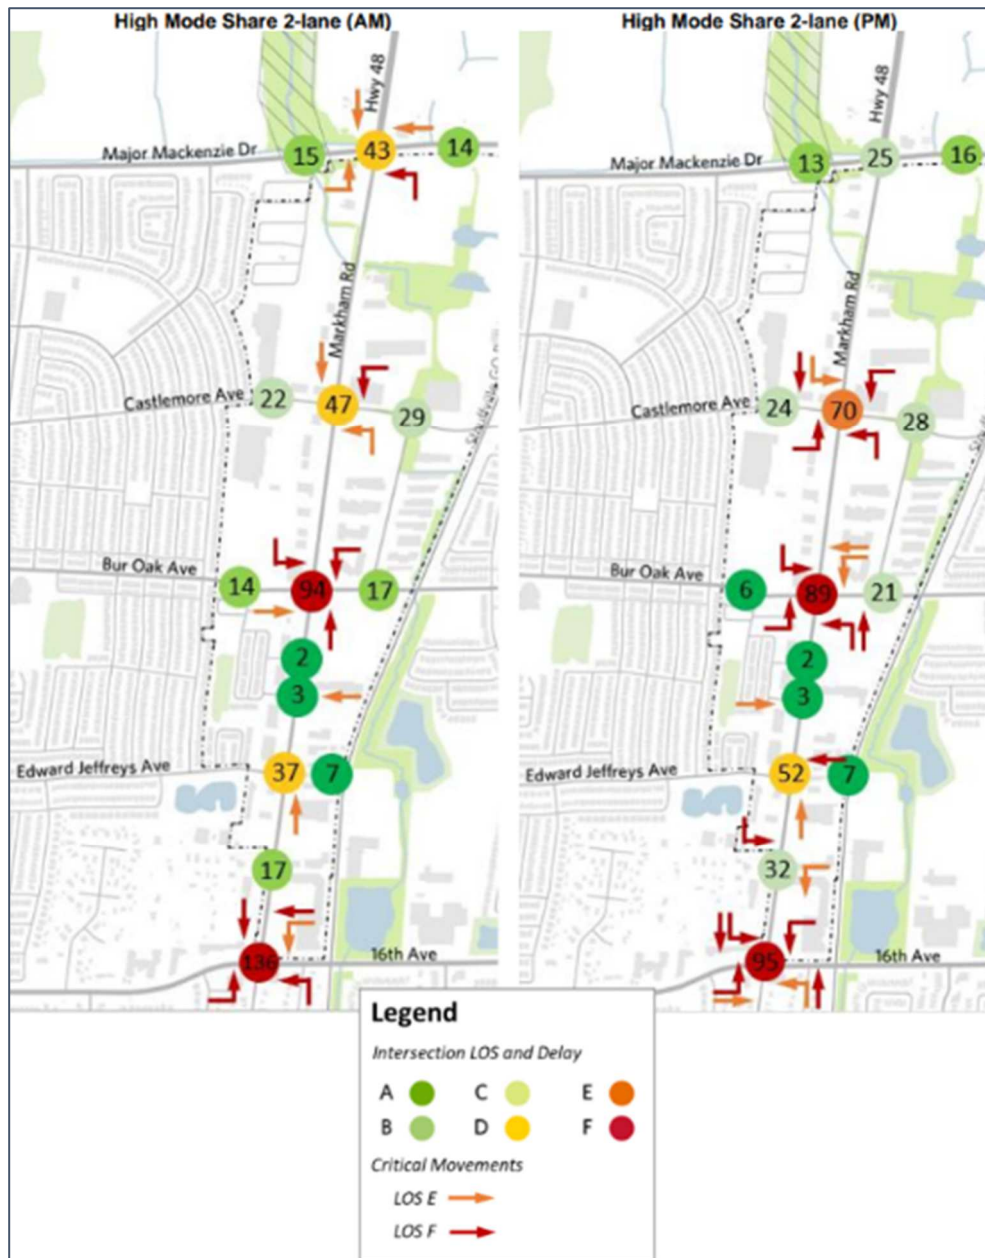 High Mode Share 2-lane (AM)
Hwy 48
Major Mackenzie Dr
15
43
14
Markham Rd
Castlemore Ave
22
47
29
Bur Oak Ave
14
94
17
2
3
Edward Jeffreys Ave
37
7
17
136
16th Ave
High Mode Share 2-lane (PM)
Hwy 48
Major Mackenzie Dr
13
25
16
Markham Rd
Castlemore Ave
24
70
28
Bur Oak Ave
6
89
21
2
3
Edward Jeffreys Ave
52
7
32
95
16th Ave
Legend
Intersection LOS and Delay
A C E
B D F
Critical Movements
LOS E
LOS F